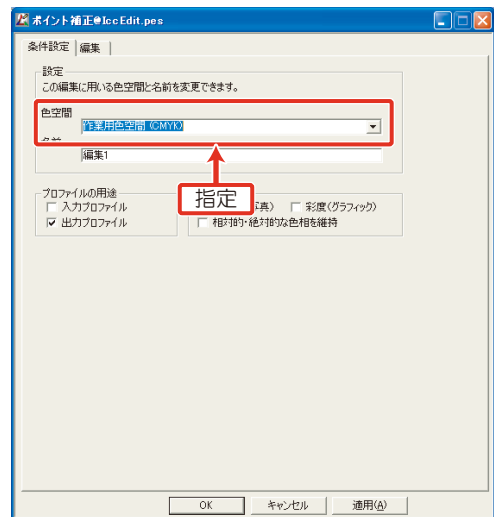 ポイント補正@IccEdit.pes
条件設定 編集
設定
この編集に用いる色空間と名前を変更できます。
色空間
作業用色空間 (CMYK)
編集1
指定
プロファイルの用途
入力プロファイル
写真) 彩度(グラフィック)
出力プロファイル
相対的・絶対的な色相を維持
OK キャンセル 適用(A)